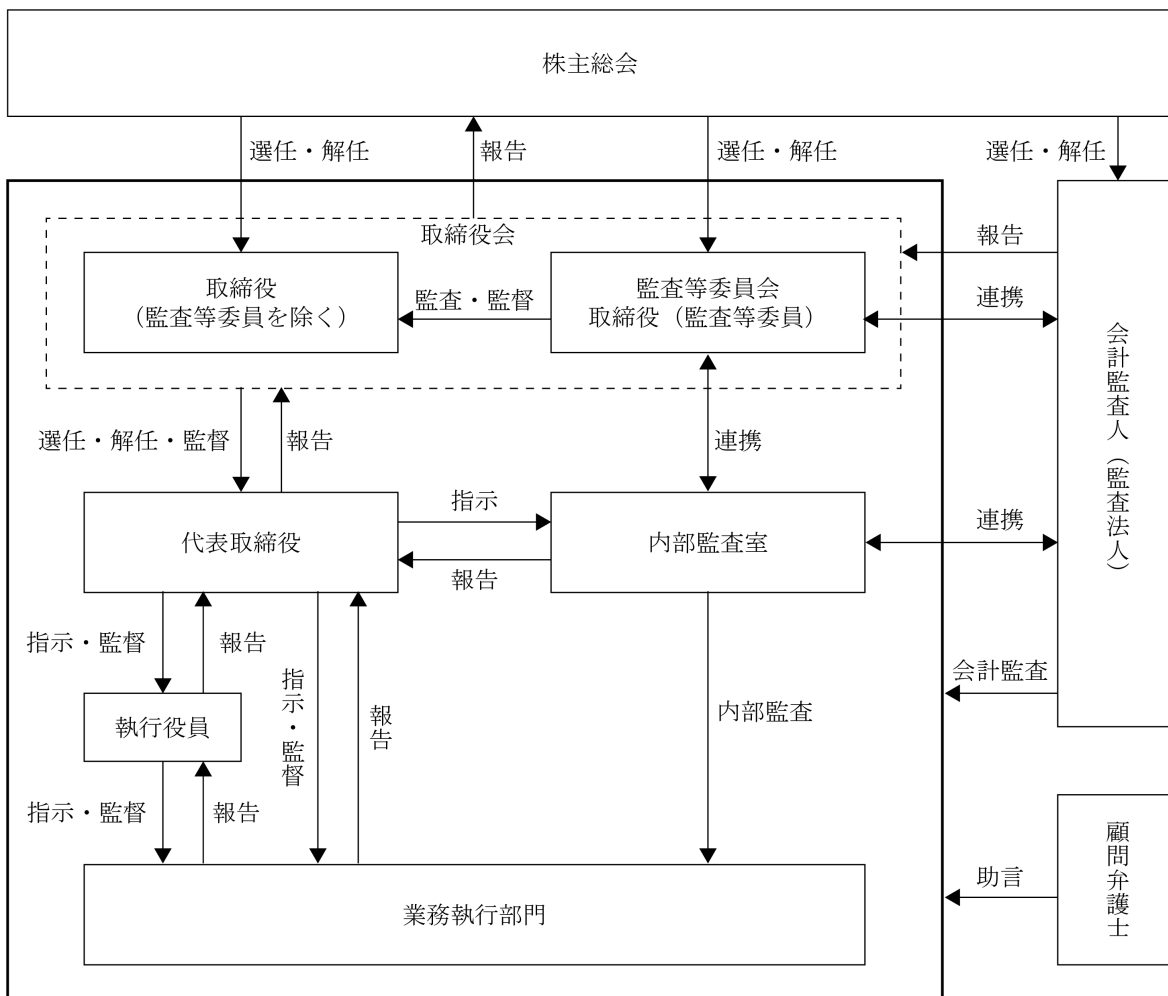 株主総会
選任・解任
報告
選任・解任
選任・解任
取締役会
報告
取締役
（監査等委員を除く）
監査・監督
監査等委員会
取締役（監査等委員）
連携
会計監査人（監査法人）
選任・解任・監督
報告
連携
代表取締役
指示
報告
内部監査室
連携
指示・監督
報告
指示・監督
報告
内部監査
会計監査
執行役員
指示・監督
報告
業務執行部門
助言
顧問弁護士